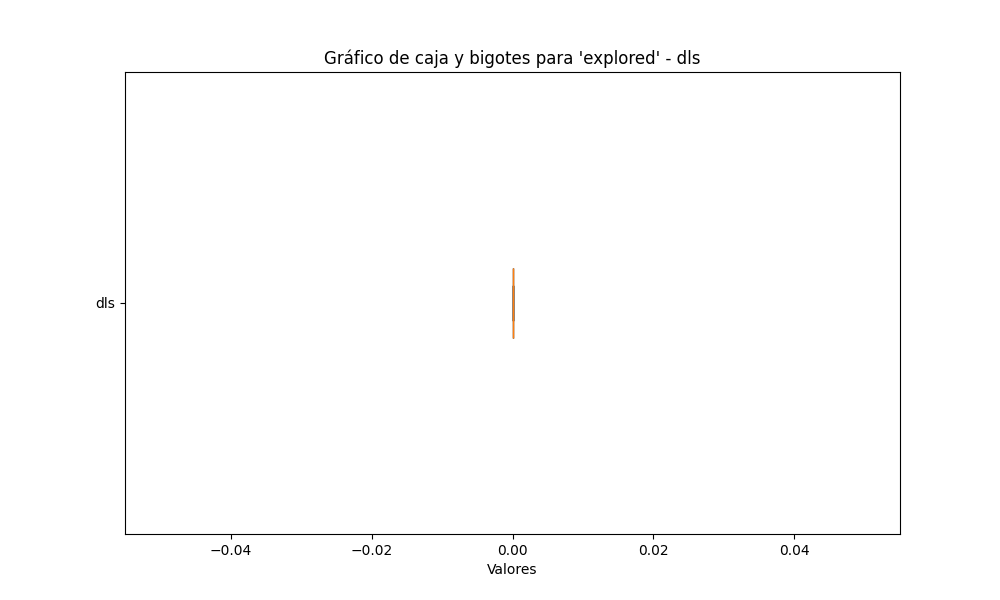 Gráfico de caja y bigotes para 'explored' - dls
dls
−0.04 −0.02 0.00 0.02 0.04
Valores